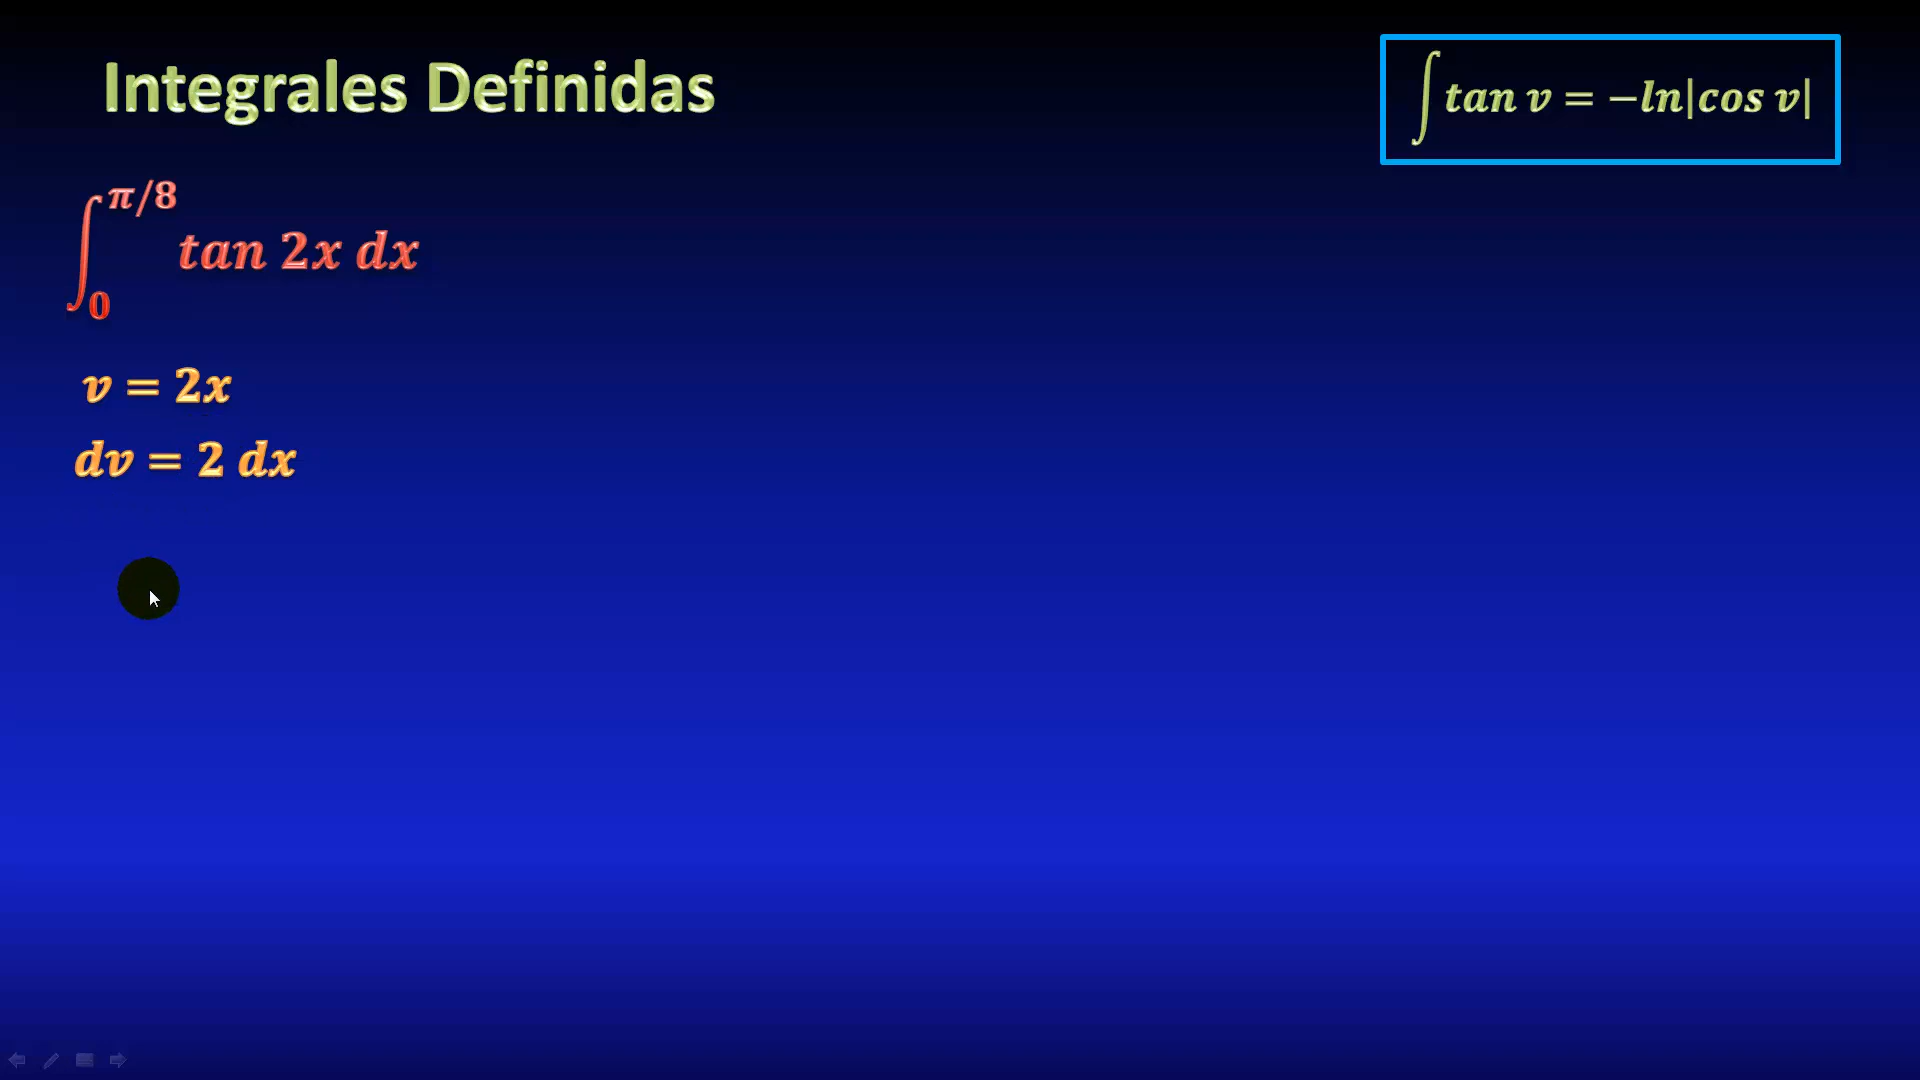 Integrales Definidas
∫ tan v = −ln|cos v|
∫₀^{π/8} tan 2x dx
v = 2x
dv = 2 dx